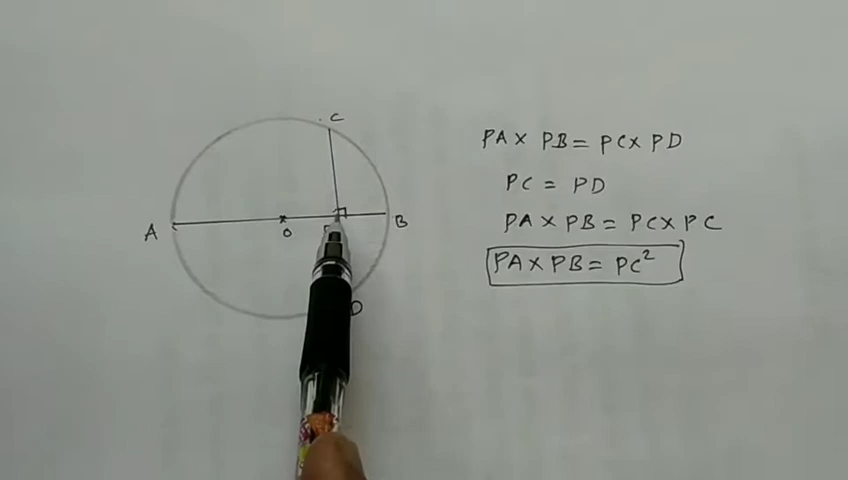 C
PA X PB = PC X PD
PC = PD
A
O
B
PA X PB = PC X PC
PA X PB = PC²
D